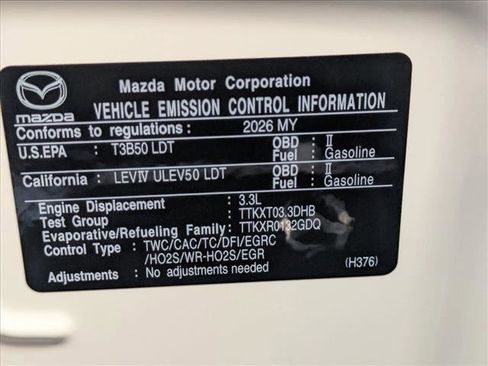 mazda
Mazda Motor Corporation
VEHICLE EMISSION CONTROL INFORMATION
Conforms to regulations : 2026 MY
U.S.EPA : T3B50 LDT OBD : II
Fuel : Gasoline
California : LEVIV ULEV50 LDT OBD : II
Fuel : Gasoline
Engine Displacement : 3.3L
Test Group : TTKXT03.3DHB
Evaporative/Refueling Family : TTKXR0132GDQ
Control Type : TWC/CAC/TC/DFI/EGRC
/HO2S/WR-HO2S/EGR
Adjustments : No adjustments needed
(H376)